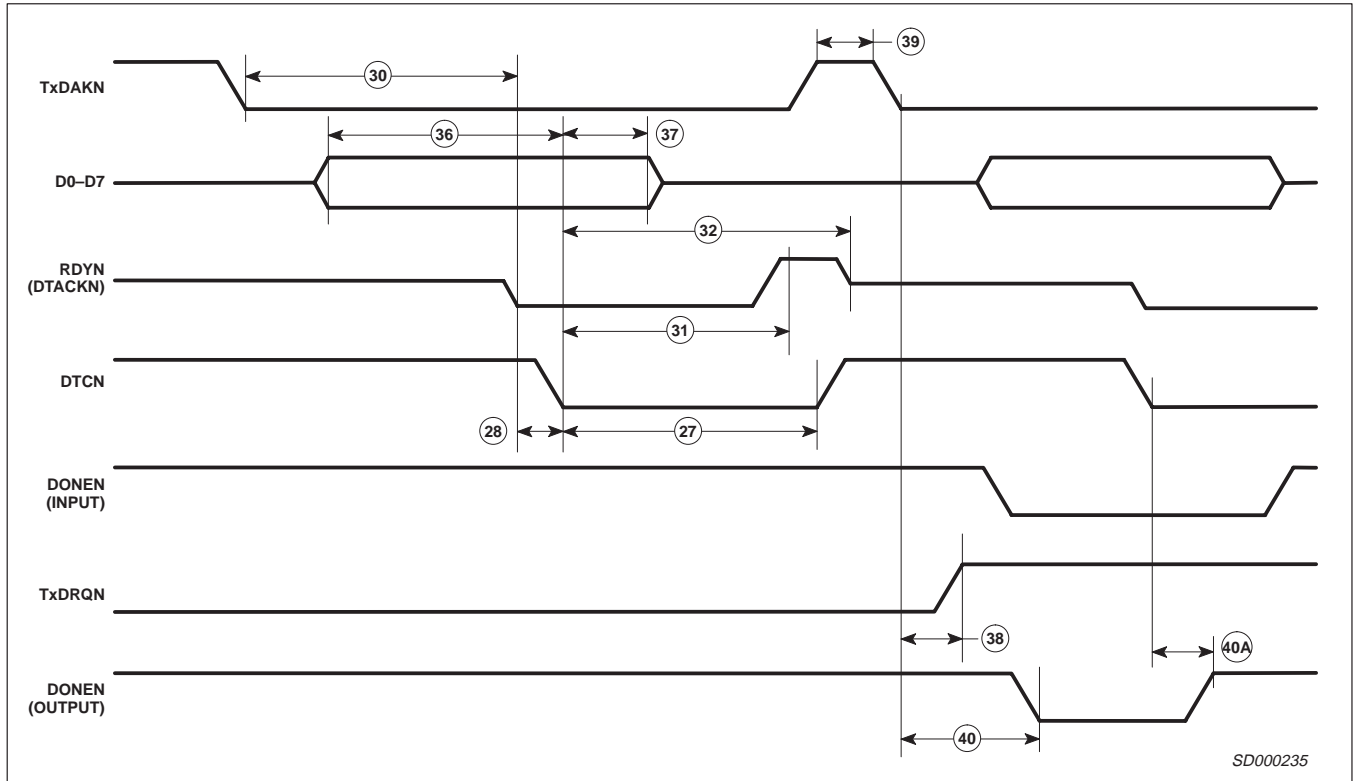 39
30
TxDAKN
36
37
D0–D7
32
RDYN
(DTACKN)
31
DTCN
28
27
DONEN
(INPUT)
TxDRQN
38
40A
DONEN
(OUTPUT)
40
SD000235